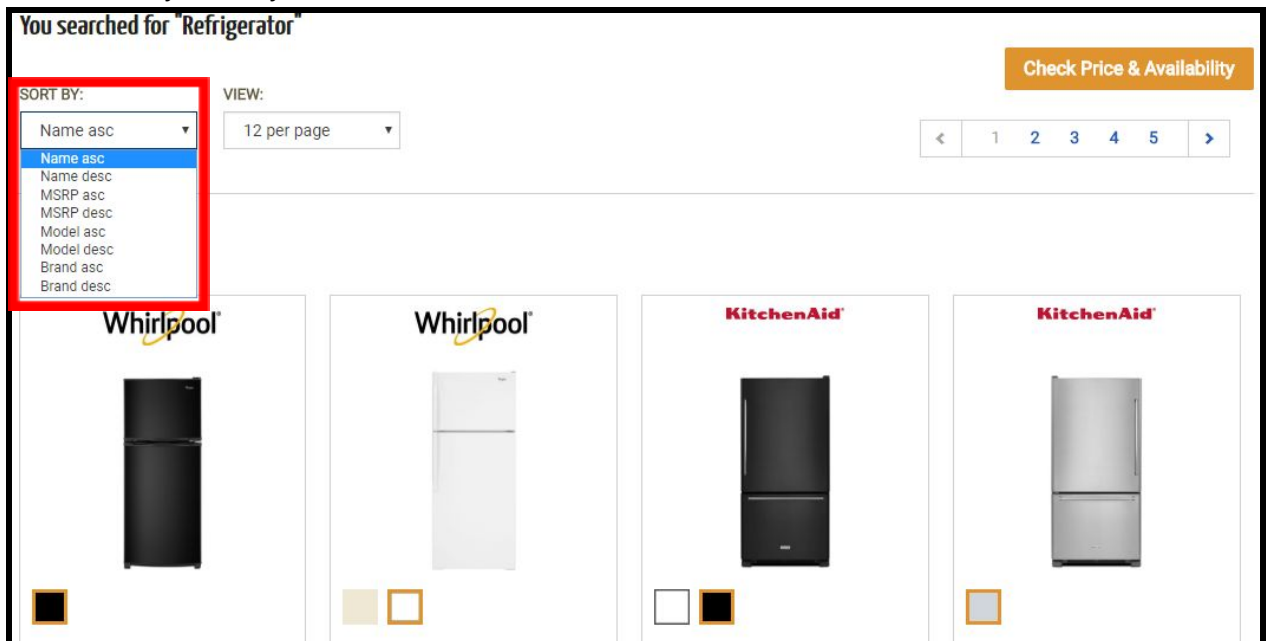 You searched for "Refrigerator"
Check Price & Availability
SORT BY:
VIEW:
Name asc
12 per page
< 1 2 3 4 5 >
Name asc
Name desc
MSRP asc
MSRP desc
Model asc
Model desc
Brand asc
Brand desc
Whirlpool
Whirlpool
KitchenAid
KitchenAid